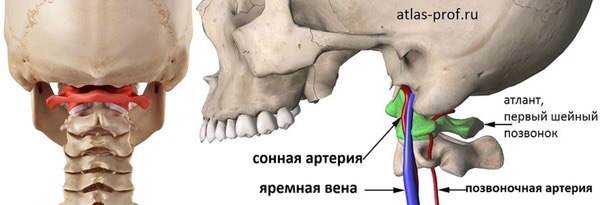 atlas-prof.ru
атлант,
первый шейный
позвонок
сонная артерия
яремная вена
позвоночная артерия